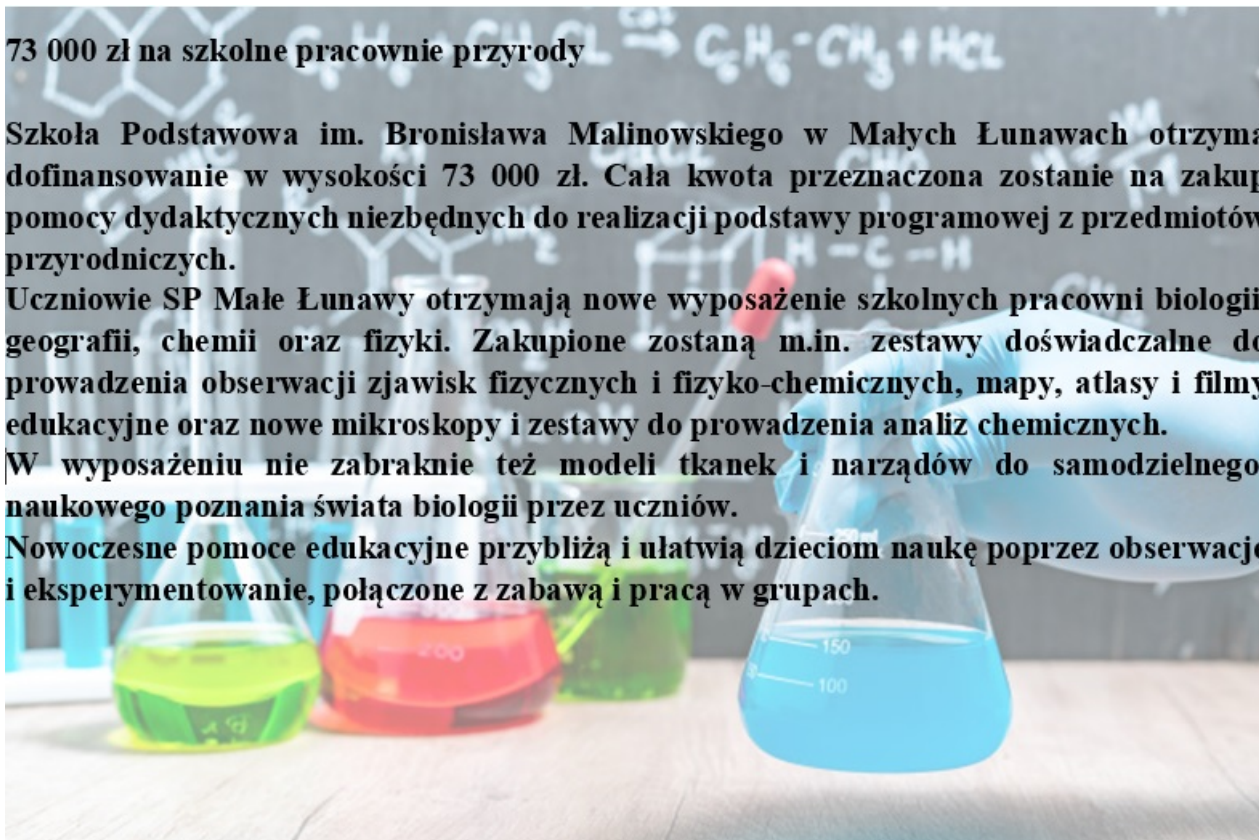 73 000 zł na szkolne pracownie przyrody
Szkoła Podstawowa im. Bronisława Malinowskiego w Małych Łunawach otrzyma
dofinansowanie w wysokości 73 000 zł. Cała kwota przeznaczona zostanie na zakup
pomocy dydaktycznych niezbędnych do realizacji podstawy programowej z przedmiotów
przyrodniczych.
Uczniowie SP Małe Łunawy otrzymają nowe wyposażenie szkolnych pracowni biologii
geografii, chemii oraz fizyki. Zakupione zostaną m.in. zestawy doświadczalne do
prowadzenia obserwacji zjawisk fizycznych i fizyko-chemicznych, mapy, atlasy i filmy
edukacyjne oraz nowe mikroskopy i zestawy do prowadzenia analiz chemicznych.
W wyposażeniu nie zabraknie też modeli tkanek i narządów do samodzielnego
naukowego poznania świata biologii przez uczniów.
Nowoczesne pomoce edukacyjne przybliżą i ułatwią dzieciom naukę poprzez obserwację
i eksperymentowanie, połączone z zabawą i pracą w grupach.
200
150
100